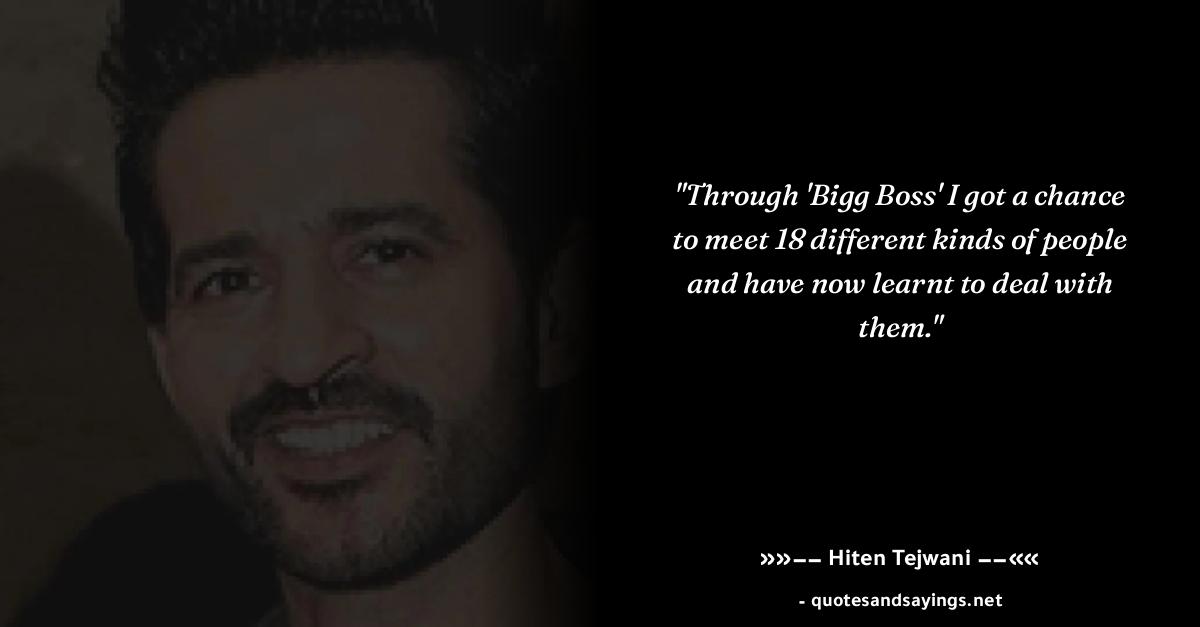 "Through 'Bigg Boss' I got a chance
to meet 18 different kinds of people
and have now learnt to deal with
them."
»»−− Hiten Tejwani −−««
- quotesandsayings.net